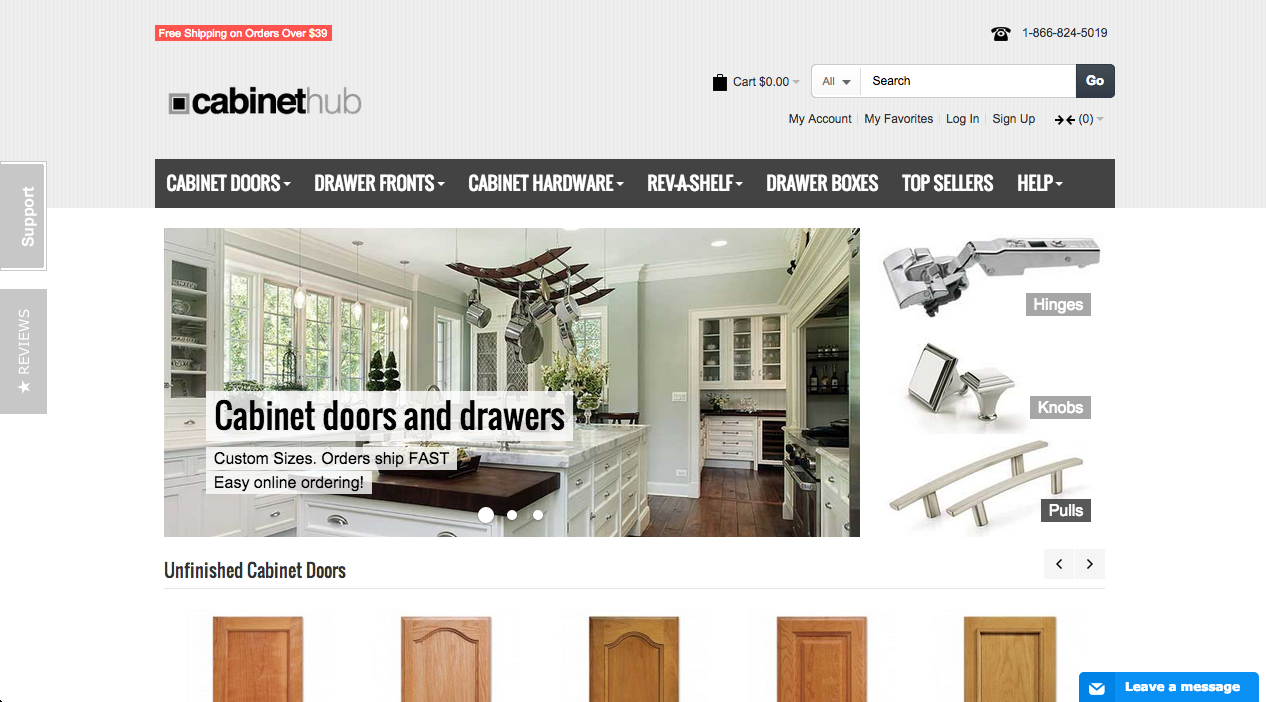 Free Shipping on Orders Over $39
1-866-824-5019
cabinethub
Cart $0.00
All
Search
Go
My Account
My Favorites
Log In
Sign Up
(0)
CABINET DOORS
DRAWER FRONTS
CABINET HARDWARE
REV-A-SHELF
DRAWER BOXES
TOP SELLERS
HELP
Support
★ REVIEWS
Cabinet doors and drawers
Custom Sizes. Orders ship FAST
Easy online ordering!
Hinges
Knobs
Pulls
Unfinished Cabinet Doors
Leave a message